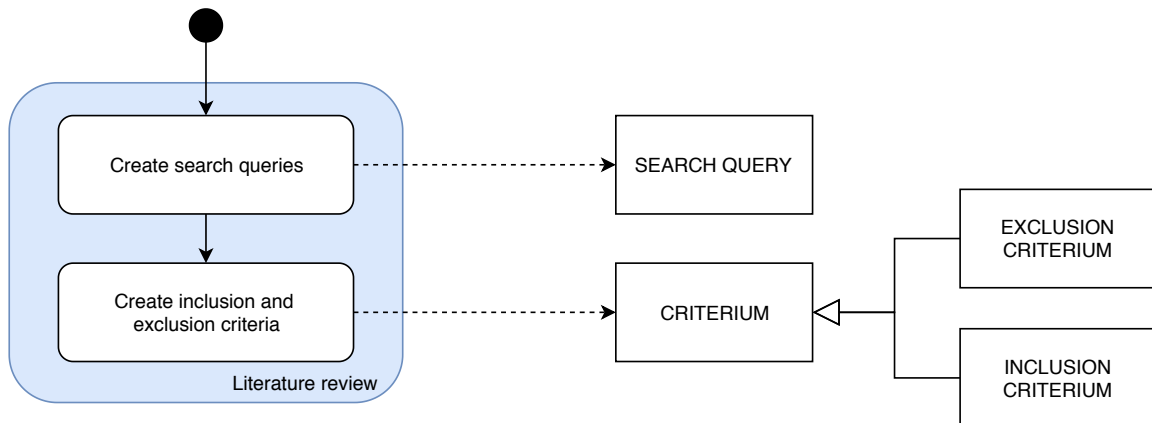 Create search queries
SEARCH QUERY
EXCLUSION
CRITERIUM
Create inclusion and
exclusion criteria
CRITERIUM
INCLUSION
CRITERIUM
Literature review